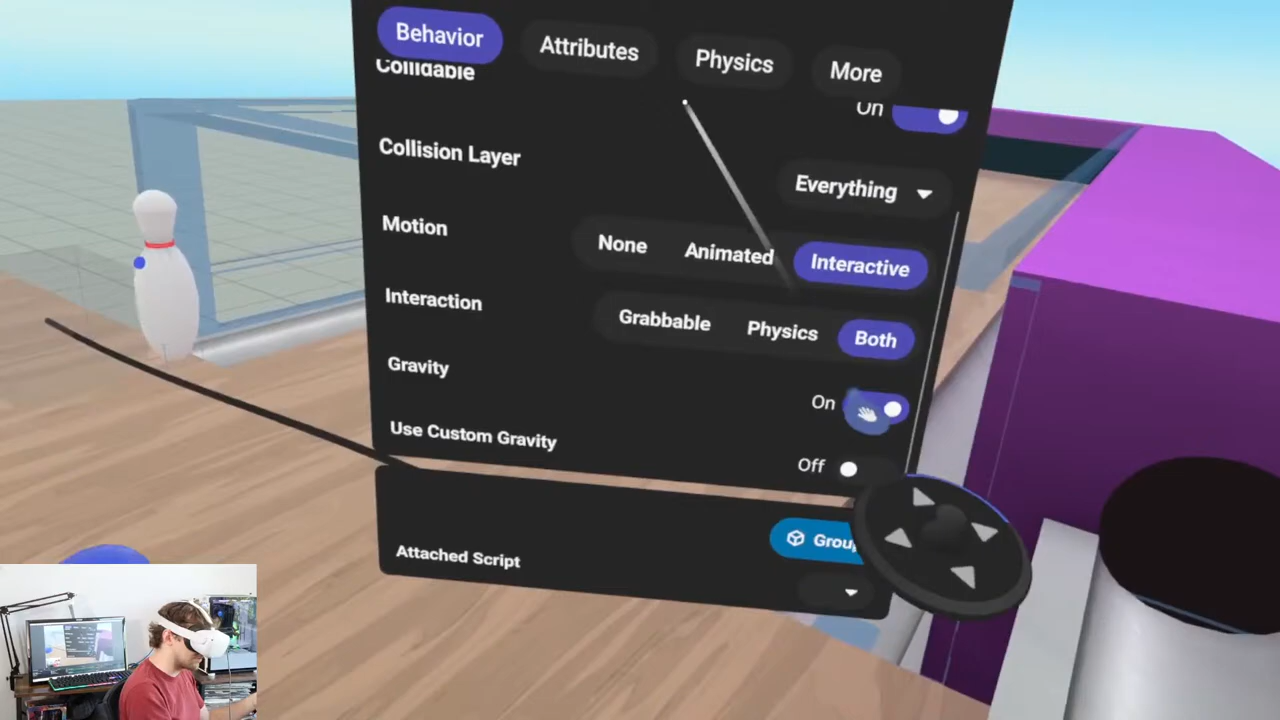 Behavior
Attributes
Physics
More
Collidable
On
Collision Layer
Everything
Motion
None
Animated
Interactive
Interaction
Grabbable
Physics
Both
Gravity
On
Use Custom Gravity
Off
Group
Attached Script